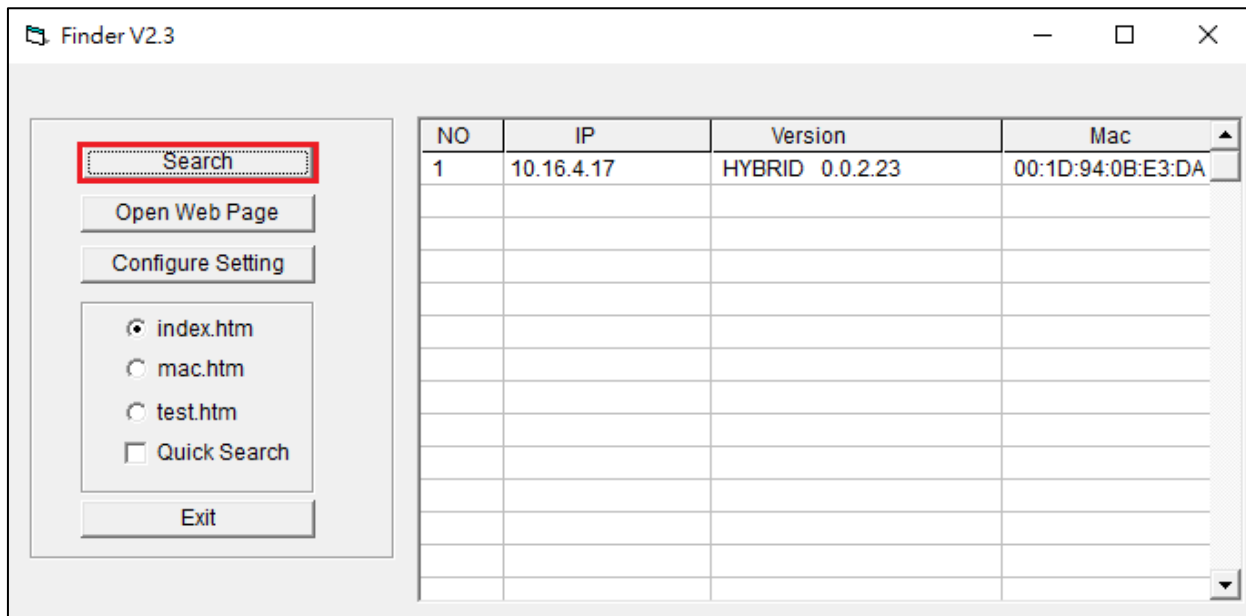 Finder V2.3
Search
Open Web Page
Configure Setting
index.htm
mac.htm
test.htm
Quick Search
Exit
NO IP Version Mac
1 10.16.4.17 HYBRID 0.0.2.23 00:1D:94:0B:E3:DA